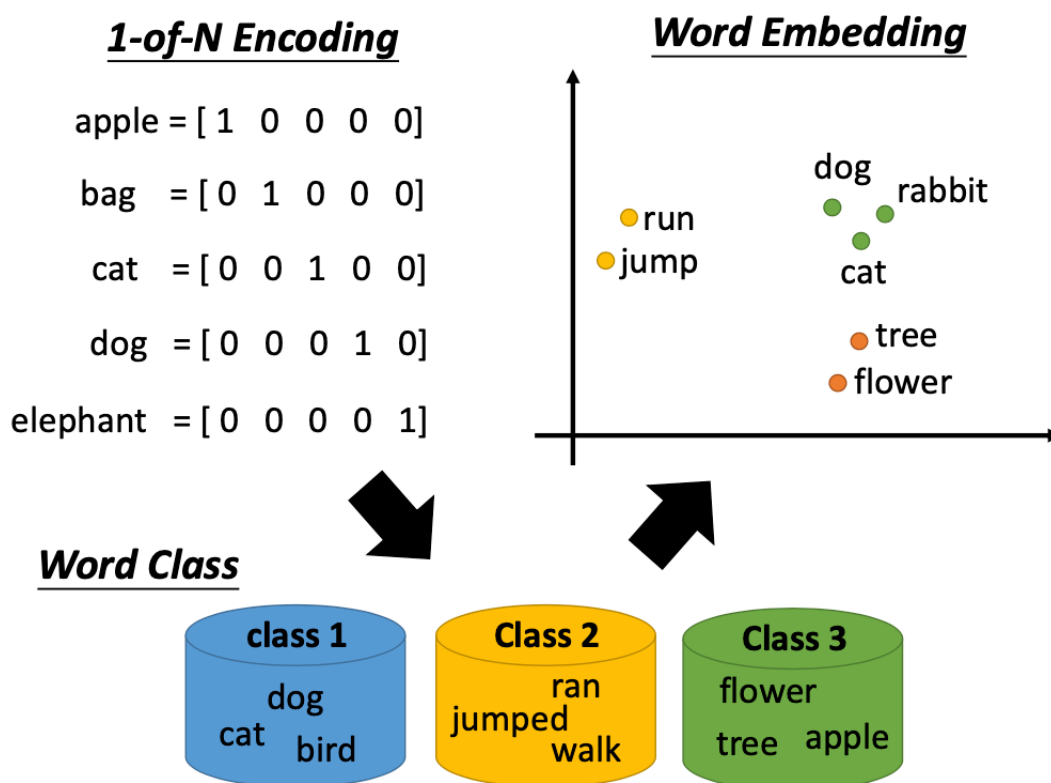 1-of-N Encoding
apple = [ 1 0 0 0 0]
bag = [ 0 1 0 0 0]
cat = [ 0 0 1 0 0]
dog = [ 0 0 0 1 0]
elephant = [ 0 0 0 0 1]
Word Embedding
dog
rabbit
run
cat
jump
tree
flower
Word Class
class 1
dog
cat
bird
Class 2
ran
jumped
walk
Class 3
flower
tree
apple